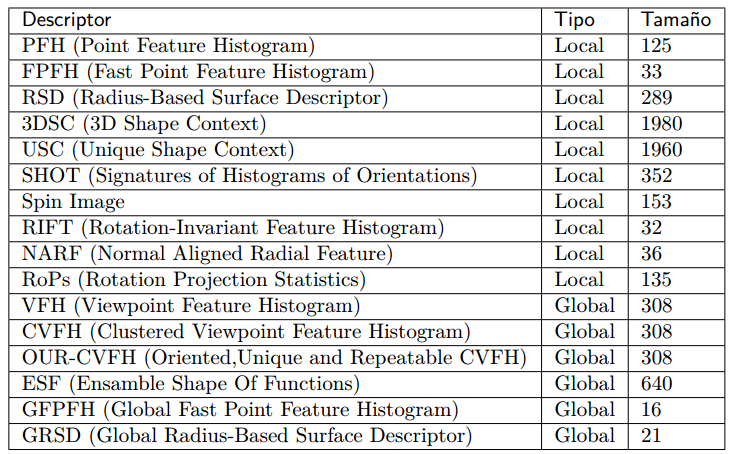 Descriptor Tipo Tamaño
PFH (Point Feature Histogram) Local 125
FPFH (Fast Point Feature Histogram) Local 33
RSD (Radius-Based Surface Descriptor) Local 289
3DSC (3D Shape Context) Local 1980
USC (Unique Shape Context) Local 1960
SHOT (Signatures of Histograms of Orientations) Local 352
Spin Image Local 153
RIFT (Rotation-Invariant Feature Histogram) Local 32
NARF (Normal Aligned Radial Feature) Local 36
RoPs (Rotation Projection Statistics) Local 135
VFH (Viewpoint Feature Histogram) Global 308
CVFH (Clustered Viewpoint Feature Histogram) Global 308
OUR-CVFH (Oriented,Unique and Repeatable CVFH) Global 308
ESF (Ensamble Shape Of Functions) Global 640
GFPFH (Global Fast Point Feature Histogram) Global 16
GRSD (Global Radius-Based Surface Descriptor) Global 21